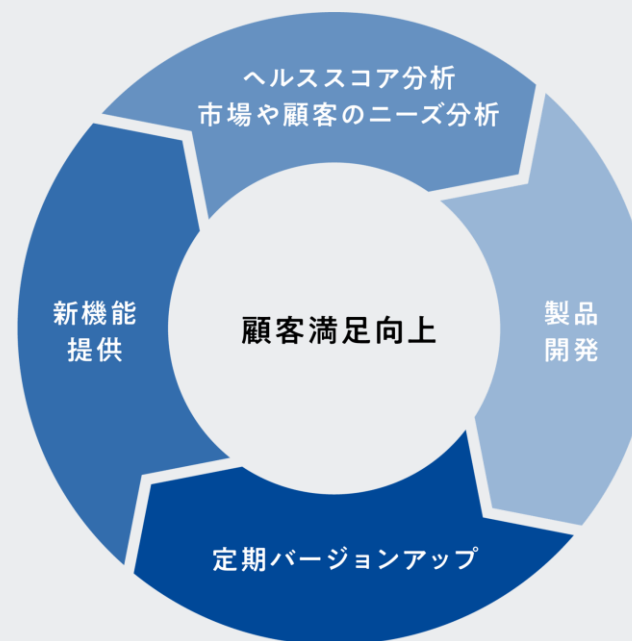 ヘルススコア分析
市場や顧客のニーズ分析
製品
開発
定期バージョンアップ
新機能
提供
顧客満足向上